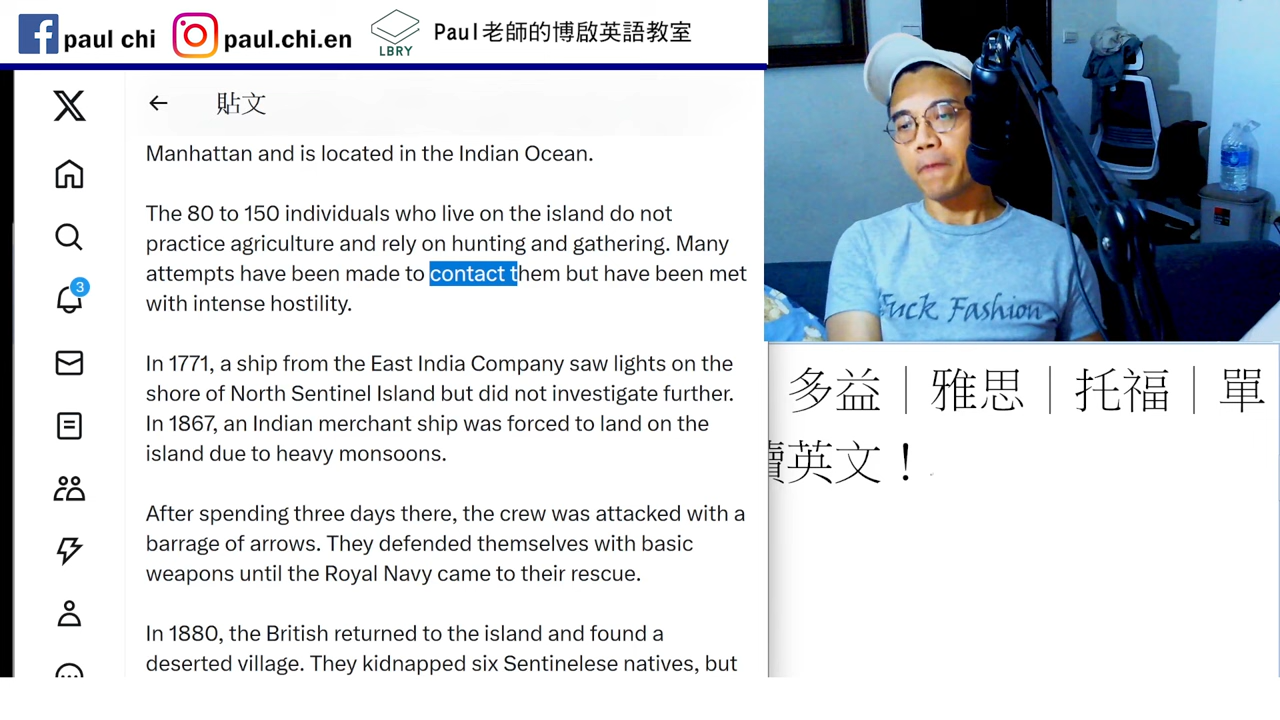 paul chi
paul.chi.en
LBRY
Paul老師的博啟英語教室
貼文
3
Manhattan and is located in the Indian Ocean.
The 80 to 150 individuals who live on the island do not
practice agriculture and rely on hunting and gathering. Many
attempts have been made to contact them but have been met
with intense hostility.
In 1771, a ship from the East India Company saw lights on the
shore of North Sentinel Island but did not investigate further.
In 1867, an Indian merchant ship was forced to land on the
island due to heavy monsoons.
After spending three days there, the crew was attacked with a
barrage of arrows. They defended themselves with basic
weapons until the Royal Navy came to their rescue.
In 1880, the British returned to the island and found a
deserted village. They kidnapped six Sentinelese natives, but
Fuck Fashion
多益｜雅思｜托福｜單
讀英文！